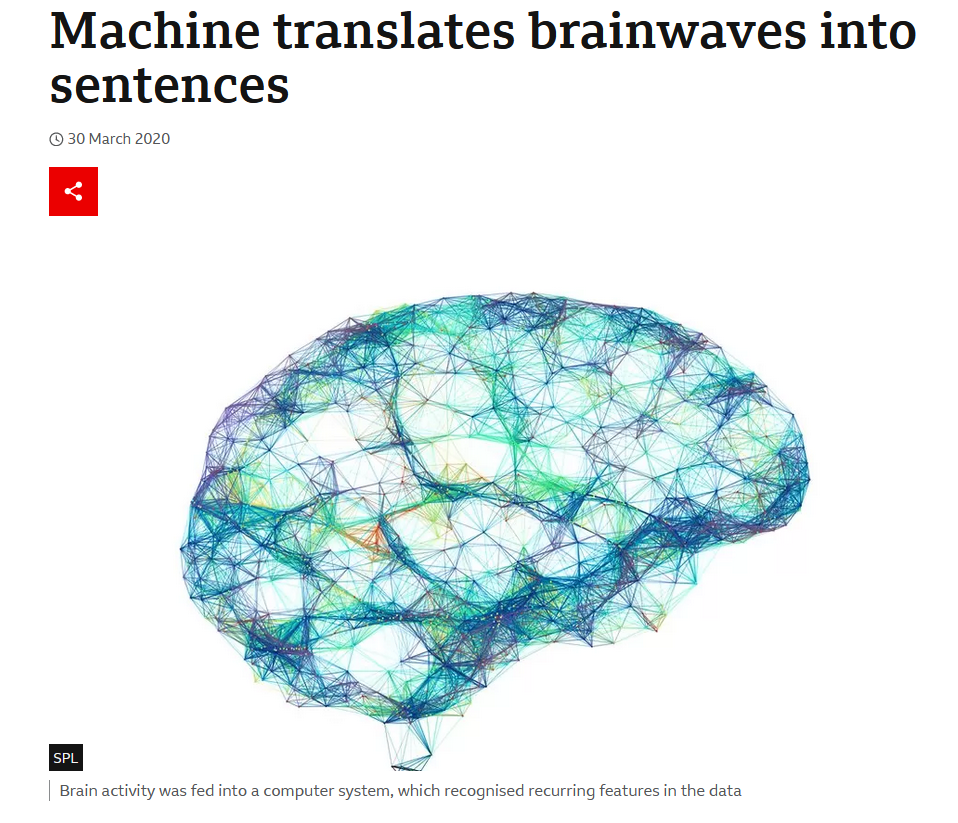 Machine translates brainwaves into
sentences
30 March 2020
SPL
Brain activity was fed into a computer system, which recognised recurring features in the data